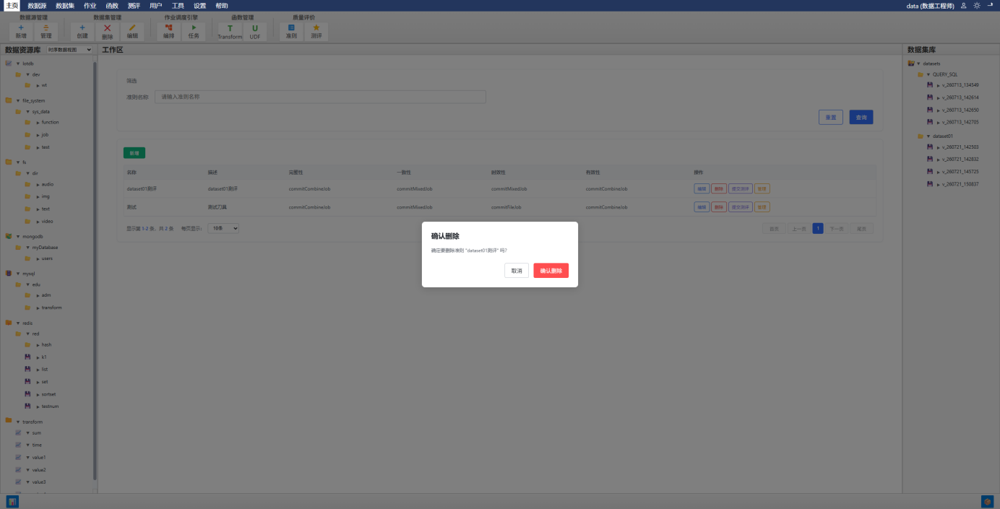 主页 数据源 数据集 作业 函数 测评 用户 工具 设置 帮助 data (数据工程师)
数据源管理 数据集管理 作业调度引擎 函数管理 质量评价
新增 管理 创建 删除 编辑 编排 任务 Transform UDF 准则 测评
数据资源库 时序数据视图 工作区 数据集库
iotdb
dev
wt
file_system
sys_data
function
job
test
fs
dir
audio
img
text
video
mongodb
myDatabase
users
mysql
edu
adm
transform
redis
red
hash
k1
list
set
sortset
testnum
transform
sum
time
value1
value2
value3
筛选
准则名称 请输入准则名称
重置 查询
新增
名称 描述 完整性 一致性 时效性 有效性 操作
dataset01测评 dataset01测评 commitCombineJob commitMixedJob commitMixedJob commitCombineJob 编辑 删除 提交测评 管理
测试 测试刀具 commitCombineJob commitMixedJob commitFileJob commitCombineJob 编辑 删除 提交测评 管理
显示第 1-2 条，共 2 条 每页显示: 10条 首页 上一页 1 下一页 尾页
确认删除
确定要删除准则 "dataset01测评" 吗?
取消 确认删除
datasets
QUERY_SQL
v_260713_134549
v_260713_142614
v_260713_142650
v_260713_142705
dataset01
v_260721_142503
v_260721_142832
v_260721_145725
v_260721_150837